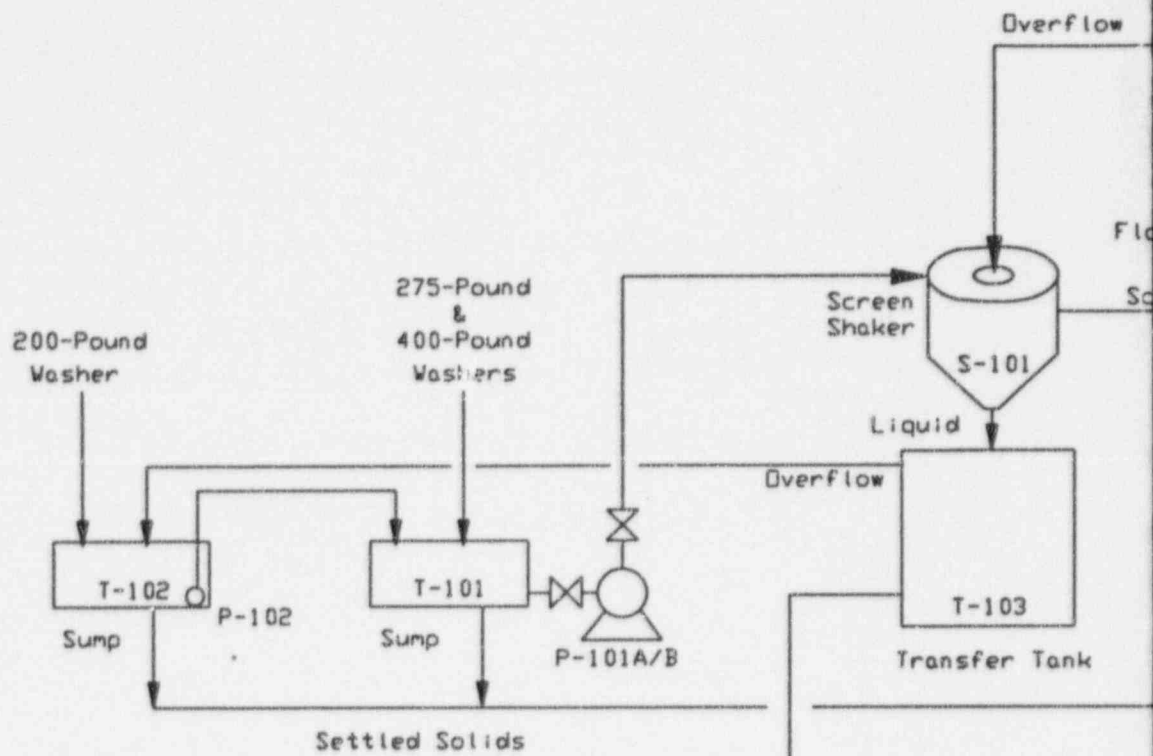 Overflow
275-Pound
&
400-Pound
Washers
200-Pound
Washer
Screen
Shaker
S-101
Liquid
Overflow
T-102
P-102
Sump
T-101
Sump
P-101A/B
T-103
Transfer Tank
Settled Solids